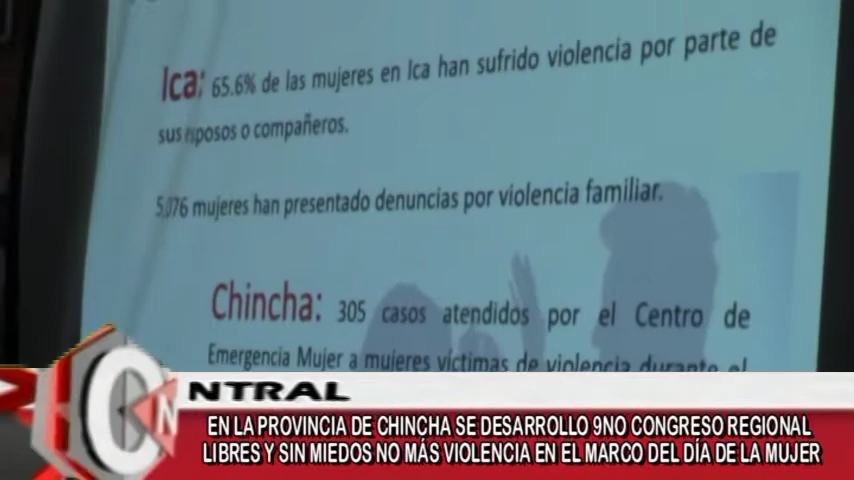 Ica: 65.6% de las mujeres en Ica han sufrido violencia por parte de
sus esposos o compañeros.
5,076 mujeres han presentado denuncias por violencia familiar.
Chincha: 305 casos atendidos por el Centro de
Emergencia Mujer a mujeres víctimas de violencia durante el
NTRAL
CN
EN LA PROVINCIA DE CHINCHA SE DESARROLLO 9NO CONGRESO REGIONAL
LIBRES Y SIN MIEDOS NO MÁS VIOLENCIA EN EL MARCO DEL DÍA DE LA MUJER